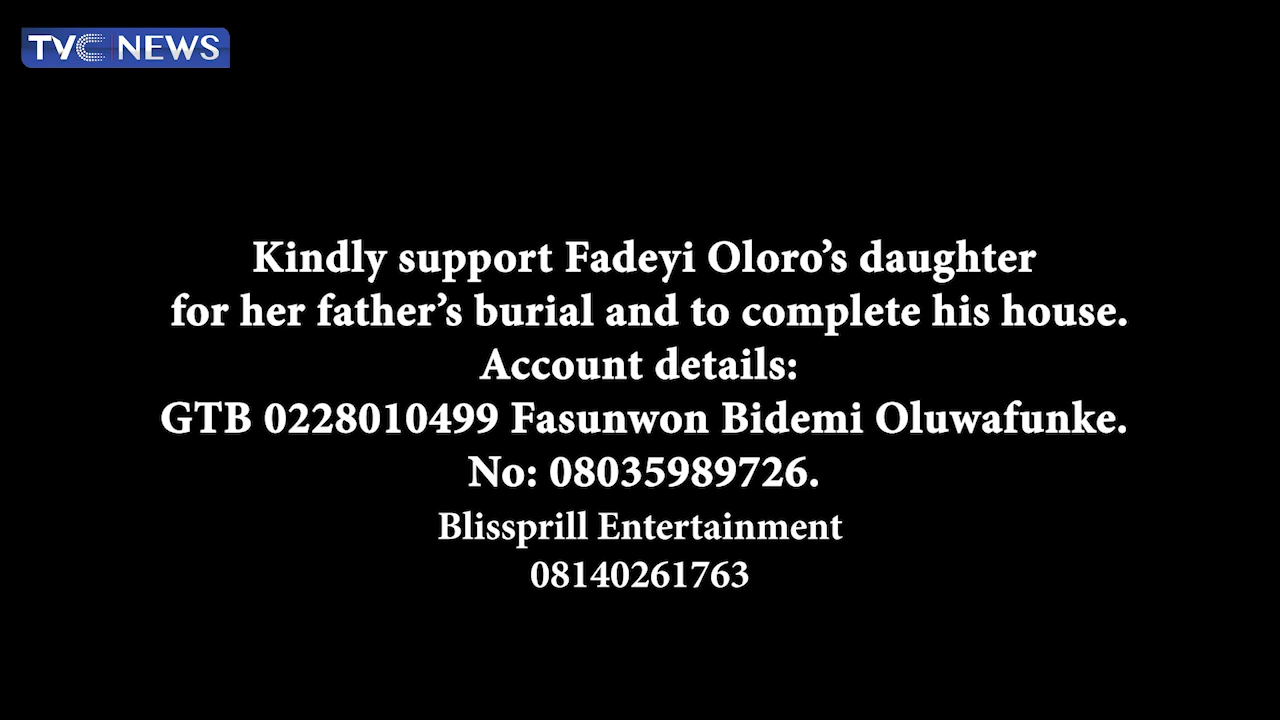 TVC NEWS
Kindly support Fadeyi Oloro’s daughter
for her father’s burial and to complete his house.
Account details:
GTB 0228010499 Fasunwon Bidemi Oluwafunke.
No: 08035989726.
Blissprill Entertainment
08140261763